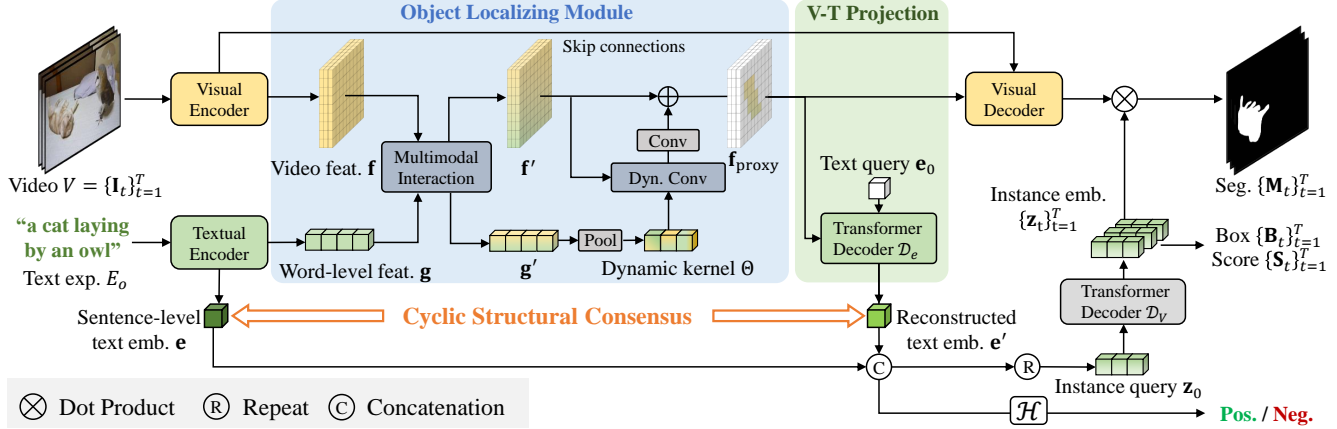 Object Localizing Module
V-T Projection
Skip connections
Visual
Encoder
Visual
Decoder
Conv
Multimodal
Interaction
Video feat. f
f′
Dyn. Conv
f_proxy
Text query e₀
Video V = {I_t}_{t=1}^T
Seg. {M_t}_{t=1}^T
Instance emb.
{z_t}_{t=1}^T
“a cat laying
by an owl”
Text exp. E_o
Textual
Encoder
Pool
Transformer
Decoder 𝒟_e
Box {B_t}_{t=1}^T
Score {S_t}_{t=1}^T
Word-level feat. g
g′
Dynamic kernel Θ
Transformer
Decoder 𝒟_V
Sentence-level
text emb. e
Cyclic Structural Consensus
Reconstructed
text emb. e′
C
R
Instance query z₀
Dot Product
R Repeat
C Concatenation
ℋ
Pos. / Neg.